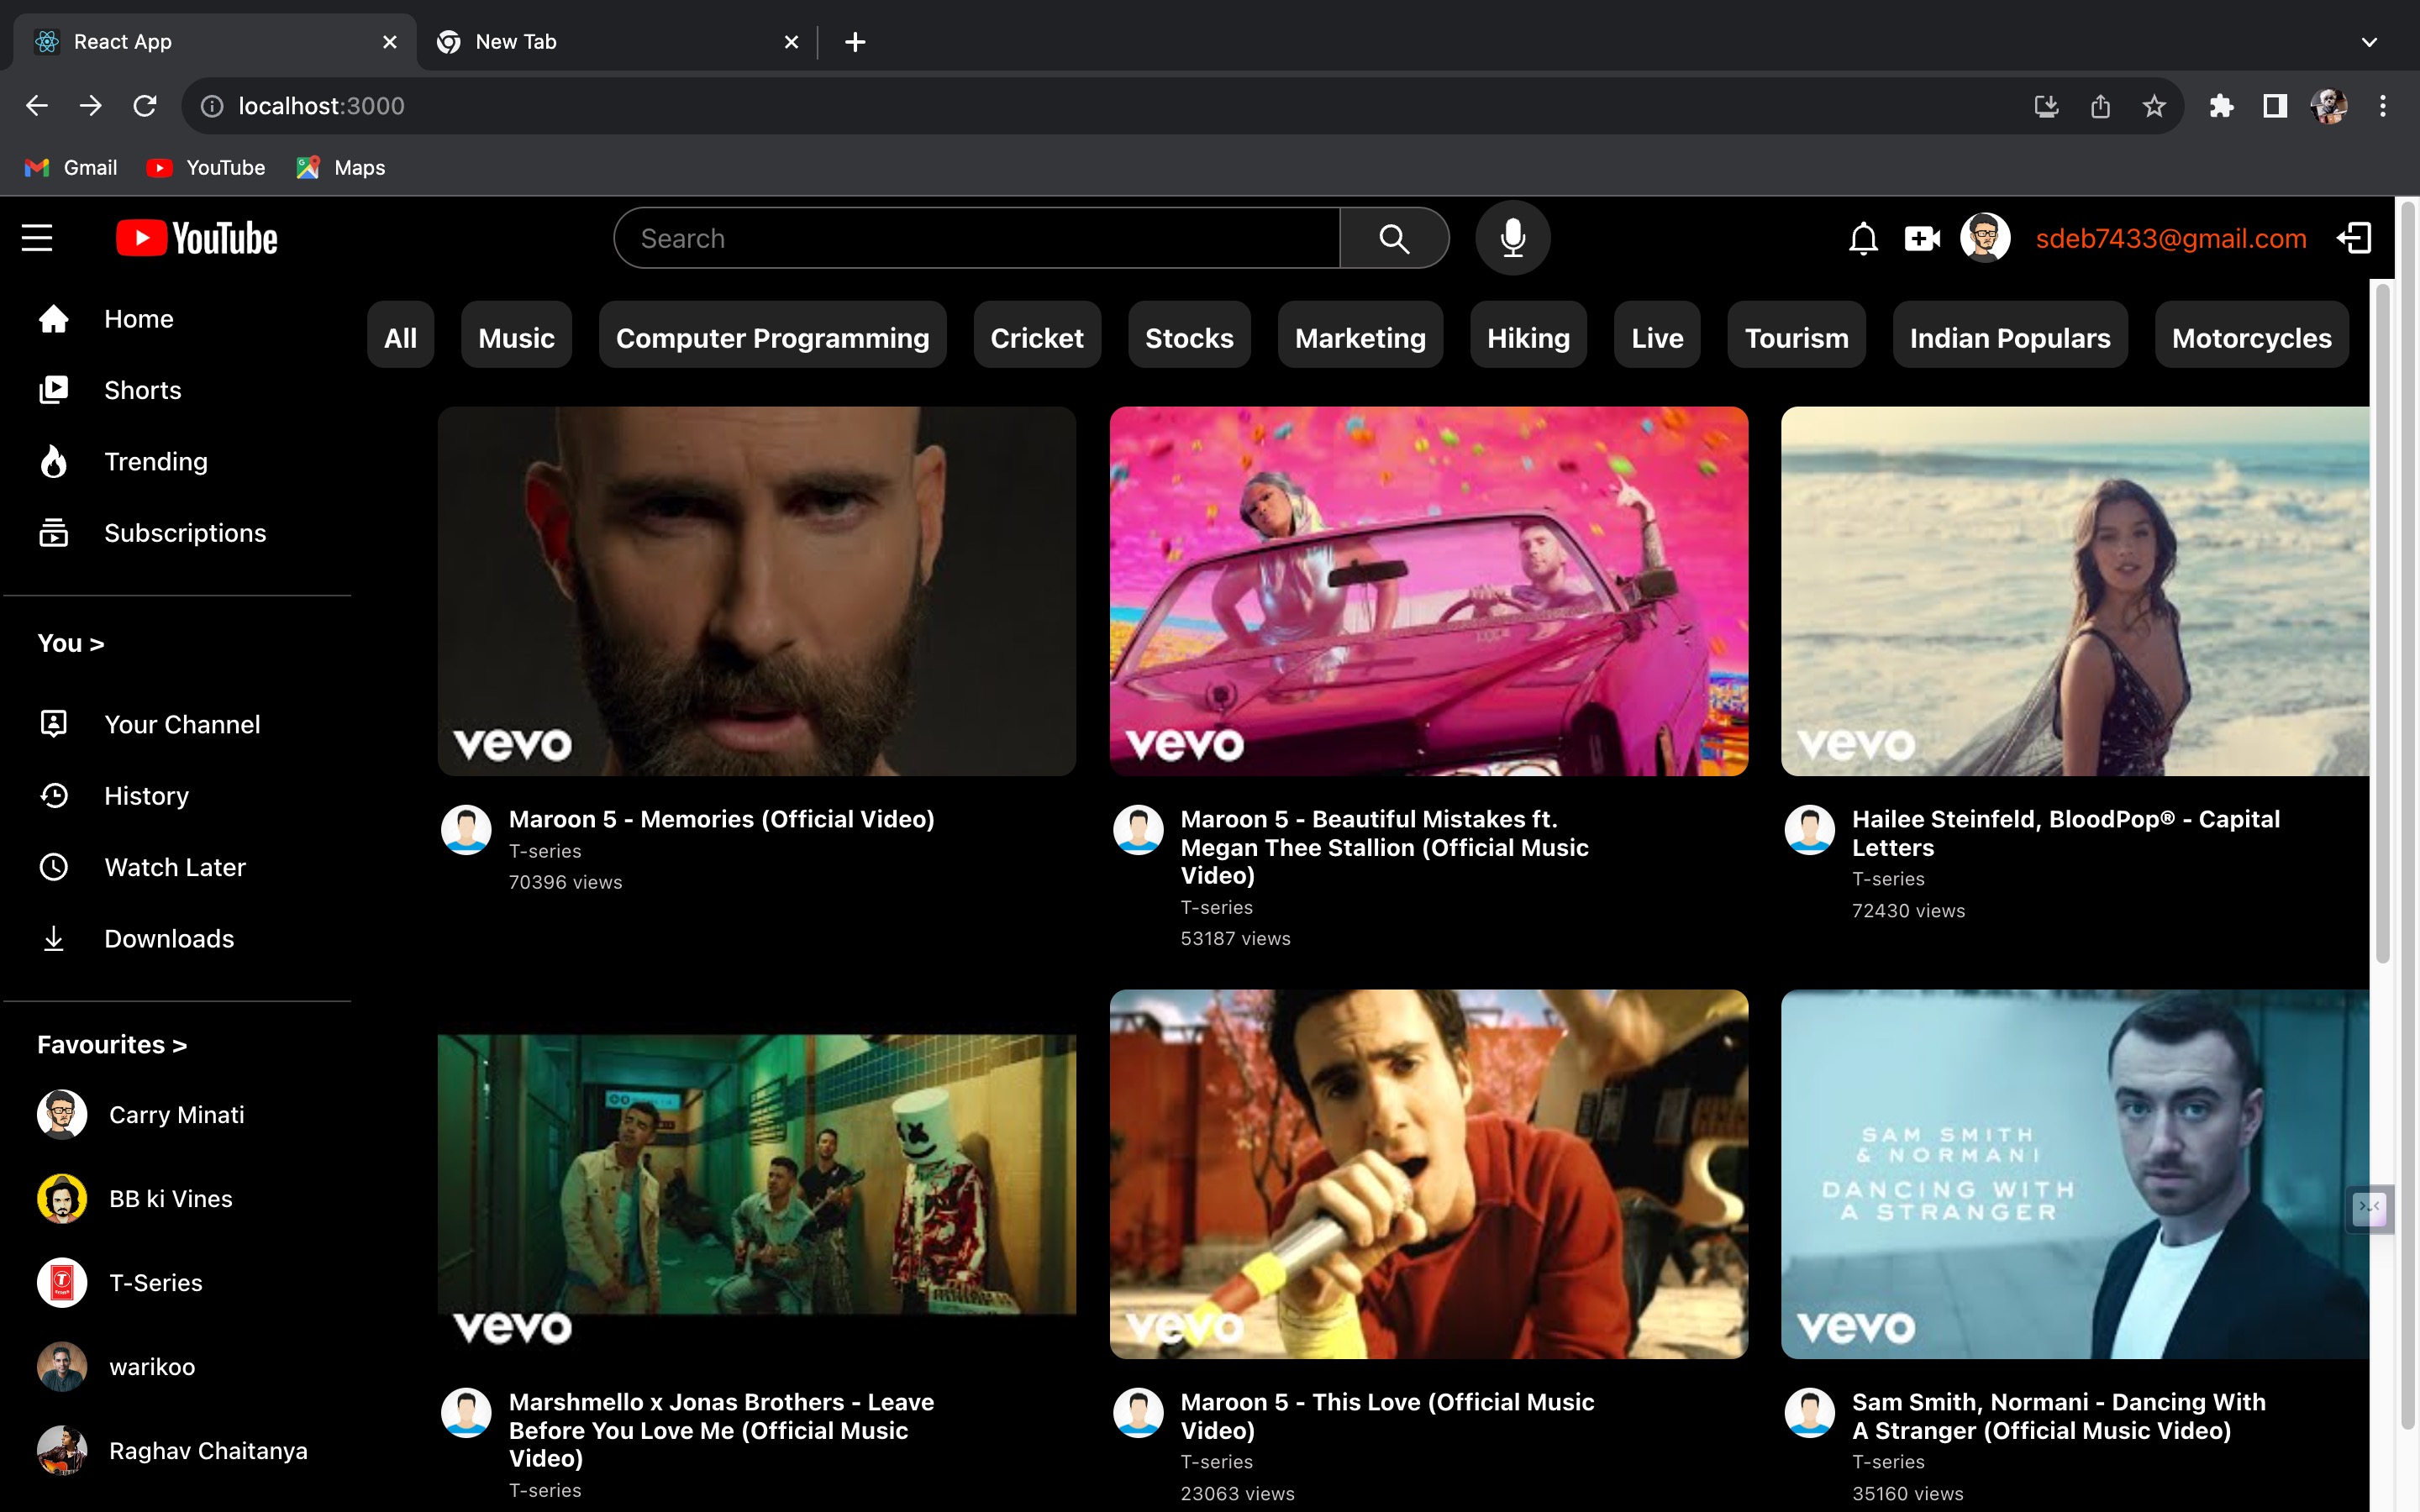 React App
New Tab
localhost:3000
Gmail
YouTube
Maps
YouTube
Search
sdeb7433@gmail.com
Home
Shorts
Trending
Subscriptions
You >
Your Channel
History
Watch Later
Downloads
Favourites >
Carry Minati
BB ki Vines
T-Series
warikoo
Raghav Chaitanya
All
Music
Computer Programming
Cricket
Stocks
Marketing
Hiking
Live
Tourism
Indian Populars
Motorcycles
vevo
Maroon 5 - Memories (Official Video)
T-series
70396 views
vevo
Maroon 5 - Beautiful Mistakes ft.
Megan Thee Stallion (Official Music
Video)
T-series
53187 views
vevo
Hailee Steinfeld, BloodPop® - Capital
Letters
T-series
72430 views
vevo
Marshmello x Jonas Brothers - Leave
Before You Love Me (Official Music
Video)
T-series
vevo
Maroon 5 - This Love (Official Music
Video)
T-series
23063 views
SAM SMITH
& NORMANI
DANCING WITH
A STRANGER
vevo
Sam Smith, Normani - Dancing With
A Stranger (Official Music Video)
T-series
35160 views